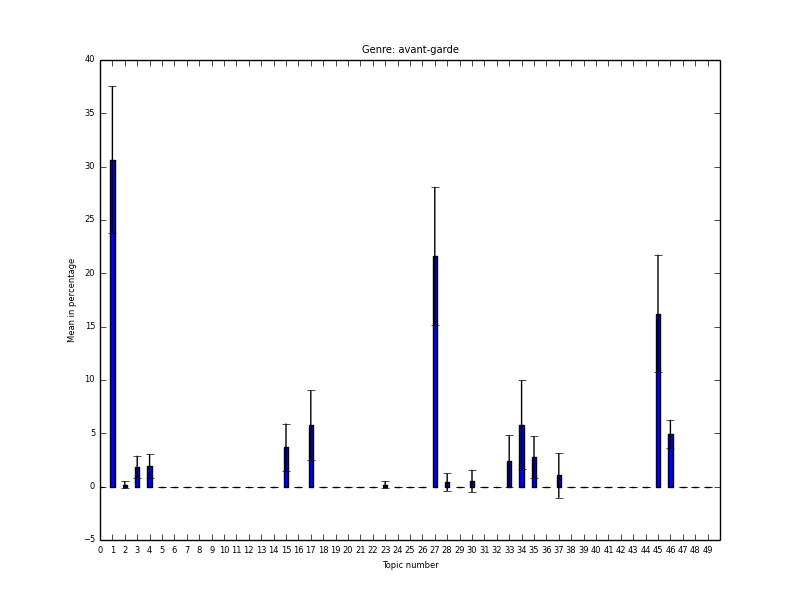 Genre: avant-garde
40
35
30
25
20
15
10
5
0
−5
Mean in percentage
0 1 2 3 4 5 6 7 8 9 10 11 12 13 14 15 16 17 18 19 20 21 22 23 24 25 26 27 28 29 30 31 32 33 34 35 36 37 38 39 40 41 42 43 44 45 46 47 48 49
Topic number